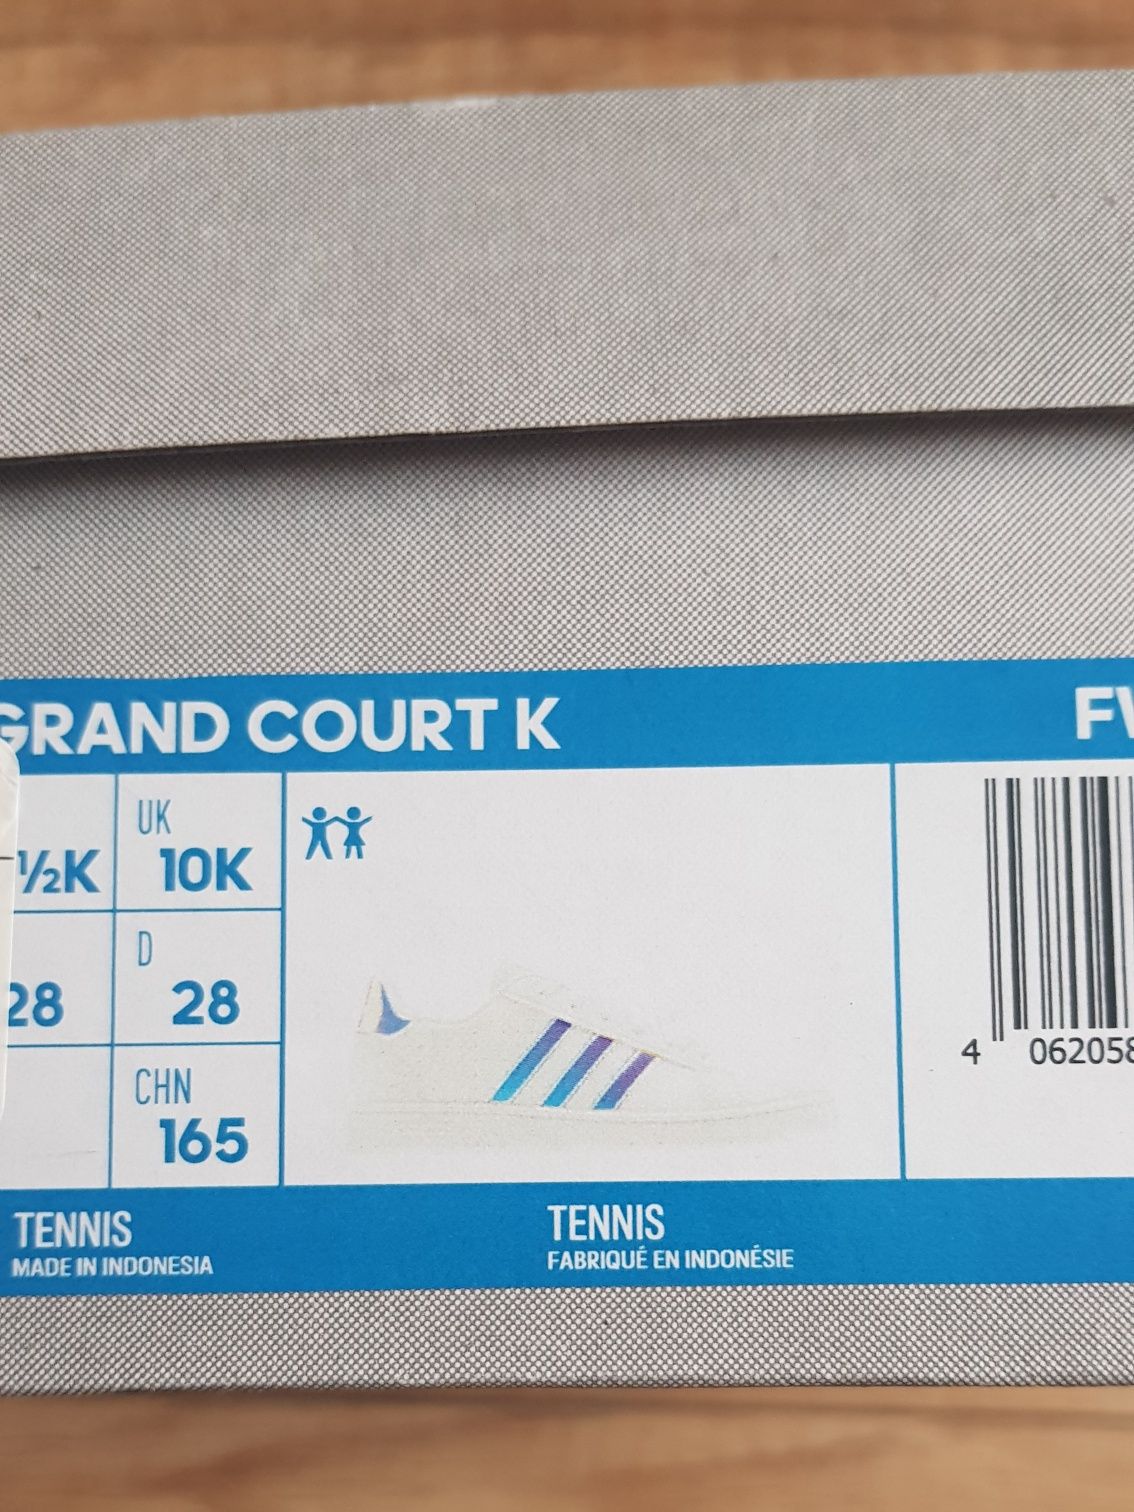 GRAND COURT K
½K
UK
10K
28
D
28
CHN
165
4 062058
TENNIS
MADE IN INDONESIA
TENNIS
FABRIQUÉ EN INDONÉSIE